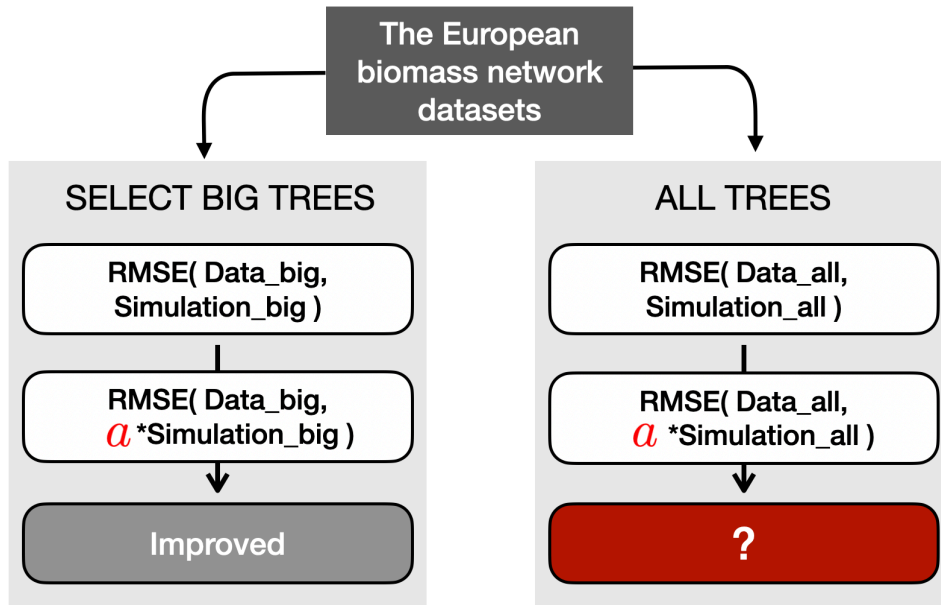 The European
biomass network
datasets
SELECT BIG TREES
RMSE( Data_big,
Simulation_big )
RMSE( Data_big,
a *Simulation_big )
Improved
ALL TREES
RMSE( Data_all,
Simulation_all )
RMSE( Data_all,
a *Simulation_all )
?